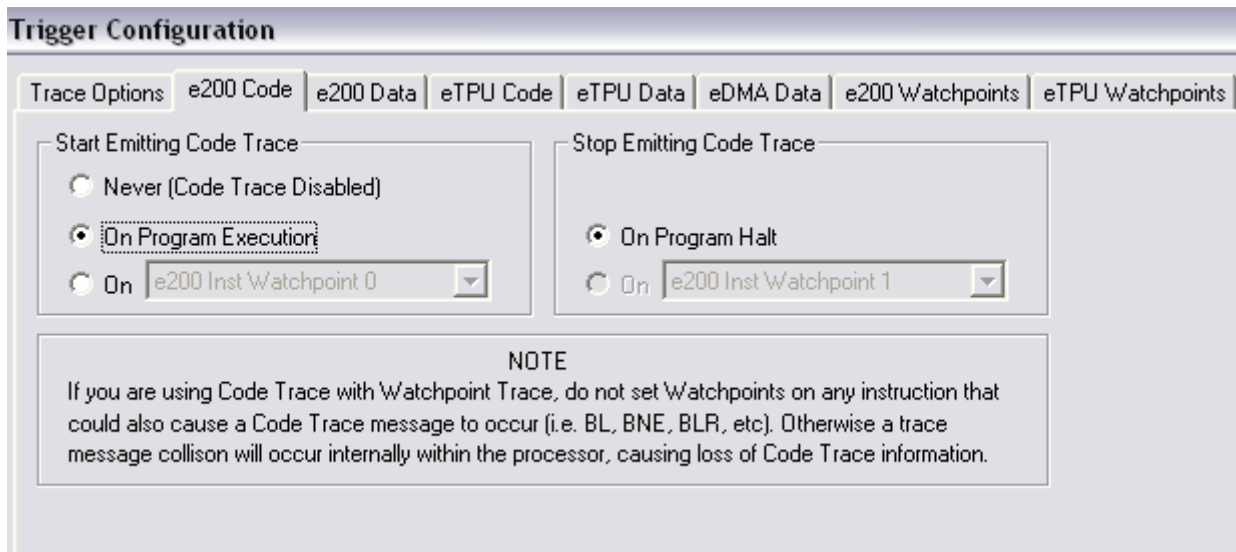 Trigger Configuration
Trace Options e200 Code e200 Data eTPU Code eTPU Data eDMA Data e200 Watchpoints eTPU Watchpoints
Start Emitting Code Trace
Never (Code Trace Disabled)
On Program Execution
On e200 Inst Watchpoint 0
Stop Emitting Code Trace
On Program Halt
On e200 Inst Watchpoint 1
NOTE
If you are using Code Trace with Watchpoint Trace, do not set Watchpoints on any instruction that
could also cause a Code Trace message to occur (i.e. BL, BNE, BLR, etc). Otherwise a trace
message collison will occur internally within the processor, causing loss of Code Trace information.